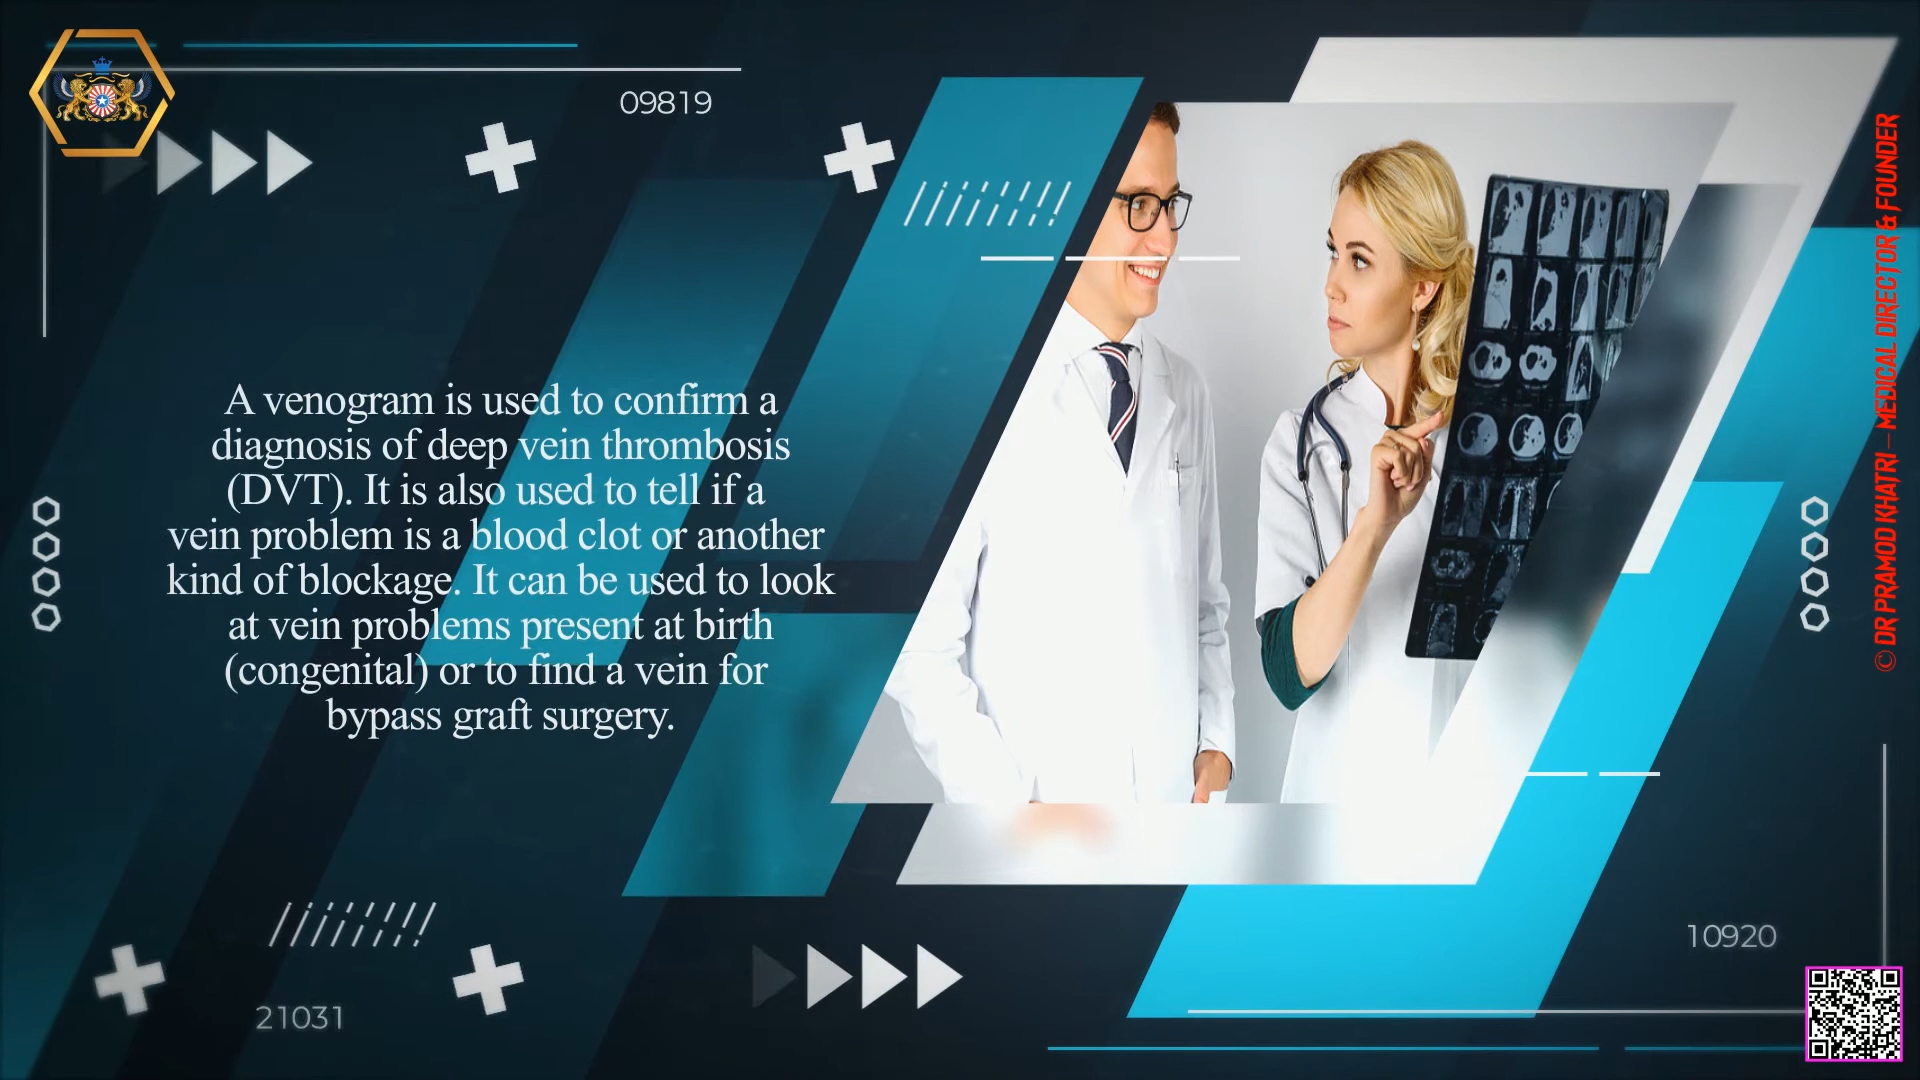 09819
A venogram is used to confirm a
diagnosis of deep vein thrombosis
(DVT). It is also used to tell if a
vein problem is a blood clot or another
kind of blockage. It can be used to look
at vein problems present at birth
(congenital) or to find a vein for
bypass graft surgery.
21031
10920
© DR PRAMOD KHATRI – MEDICAL DIRECTOR & FOUNDER